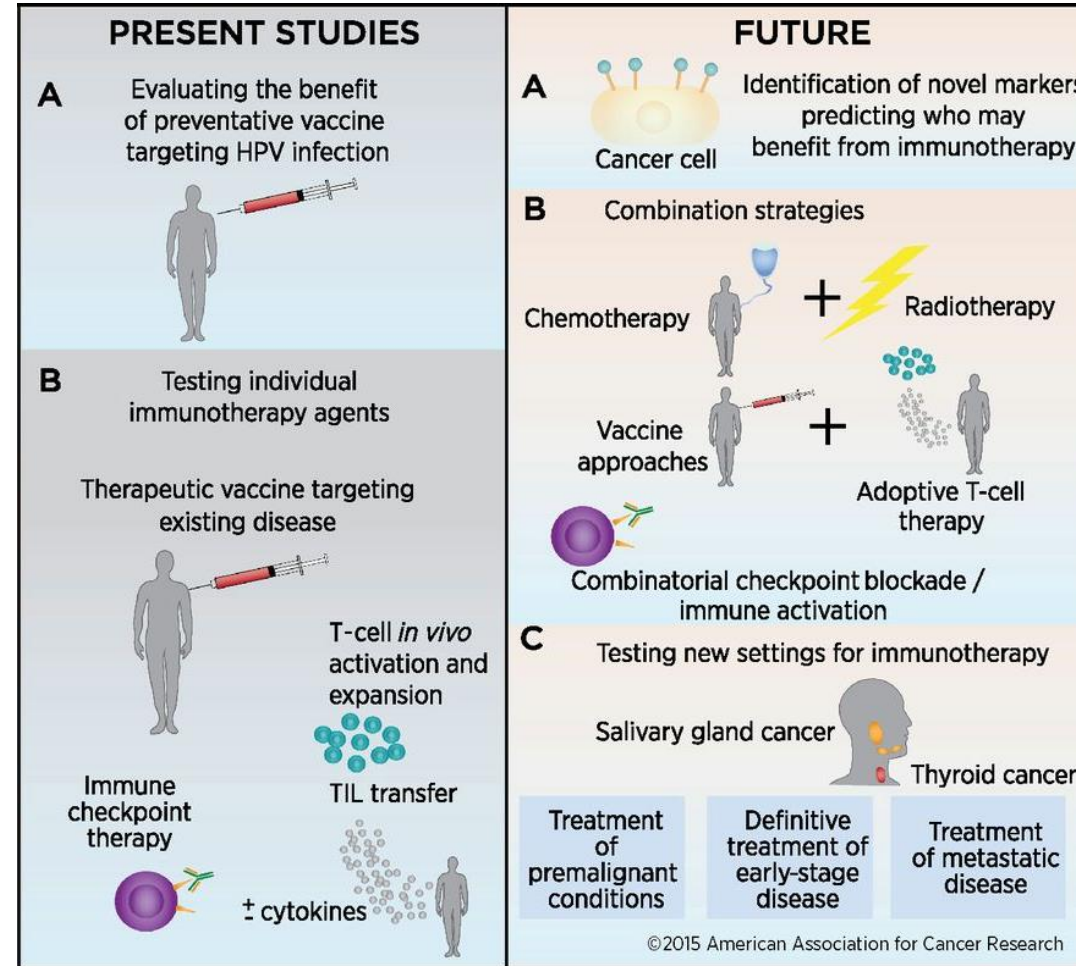 PRESENT STUDIES
A
Evaluating the benefit
of preventative vaccine
targeting HPV infection
B
Testing individual
immunotherapy agents
Therapeutic vaccine targeting
existing disease
T-cell in vivo
activation and
expansion
Immune
checkpoint
therapy
TIL transfer
± cytokines
FUTURE
A
Cancer cell
Identification of novel markers
predicting who may
benefit from immunotherapy
B
Combination strategies
Chemotherapy
+
Radiotherapy
Vaccine
approaches
+
Adoptive T-cell
therapy
Combinatorial checkpoint blockade /
immune activation
C
Testing new settings for immunotherapy
Salivary gland cancer
Thyroid cancer
Treatment
of
premalignant
conditions
Definitive
treatment of
early-stage
disease
Treatment
of metastatic
disease
©2015 American Association for Cancer Research